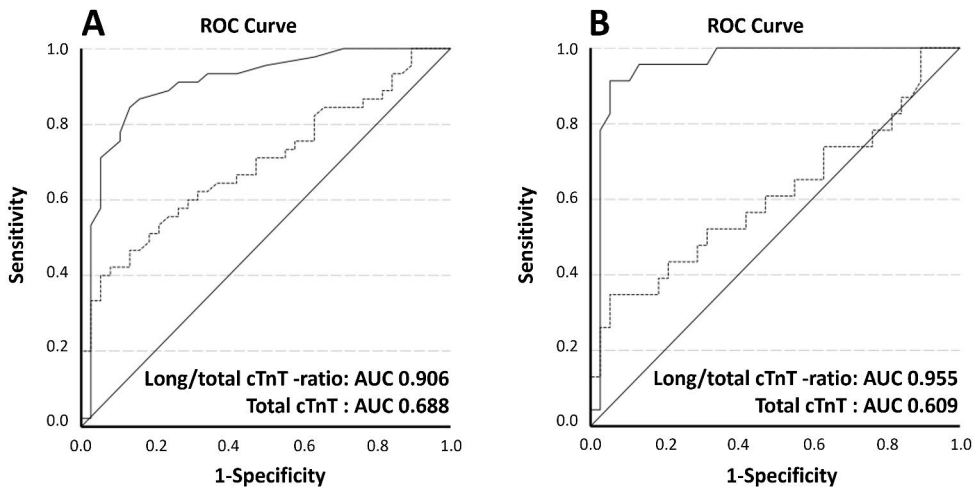 A
ROC Curve
1.0
0.8
0.6
0.4
0.2
0.0
Sensitivity
Long/total cTnT -ratio: AUC 0.906
Total cTnT : AUC 0.688
0.0 0.2 0.4 0.6 0.8 1.0
1-Specificity
B
ROC Curve
1.0
0.8
0.6
0.4
0.2
0.0
Sensitivity
Long/total cTnT -ratio: AUC 0.955
Total cTnT : AUC 0.609
0.0 0.2 0.4 0.6 0.8 1.0
1-Specificity